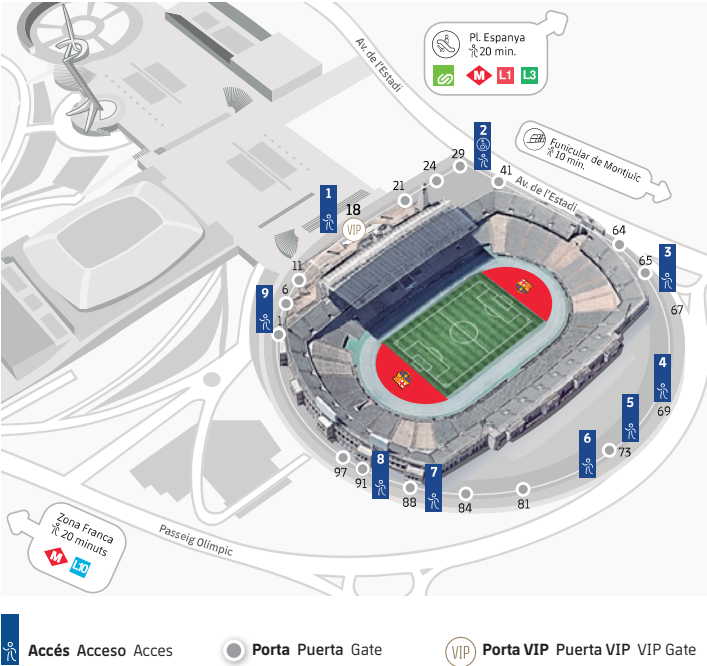 Pl. Espanya
20 min.
M L1 L3
Av. de l'Estadi
Funicular de Montjuïc
10 min.
2
29
24
41
Av. de l'Estadi
1
21
18
VIP
64
3
65
11
9
6
67
1
4
5
69
6
73
8
7
97
91
88
84
81
Zona Franca
20 minuts
M L10
Passeig Olímpic
Accés Acceso Acces
Porta Puerta Gate
VIP Porta VIP Puerta VIP VIP Gate